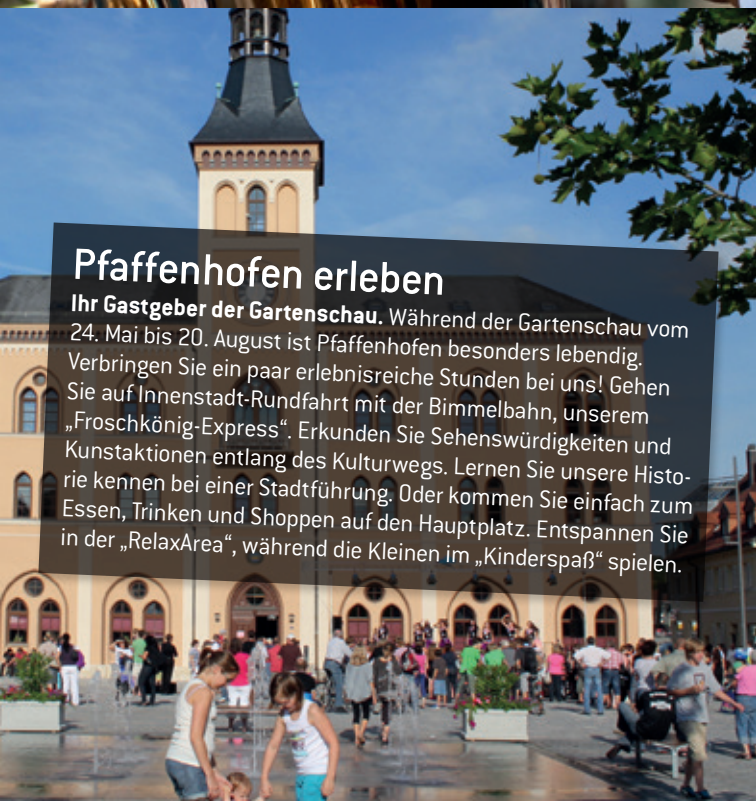 Pfaffenhofen erleben
Ihr Gastgeber der Gartenschau. Während der Gartenschau vom
24. Mai bis 20. August ist Pfaffenhofen besonders lebendig.
Verbringen Sie ein paar erlebnisreiche Stunden bei uns! Gehen
Sie auf Innenstadt-Rundfahrt mit der Bimmelbahn, unserem
„Froschkönig-Express“. Erkunden Sie Sehenswürdigkeiten und
Kunstaktionen entlang des Kulturwegs. Lernen Sie unsere Histo-
rie kennen bei einer Stadtführung. Oder kommen Sie einfach zum
Essen, Trinken und Shoppen auf den Hauptplatz. Entspannen Sie
in der „RelaxArea“, während die Kleinen im „Kinderspaß“ spielen.